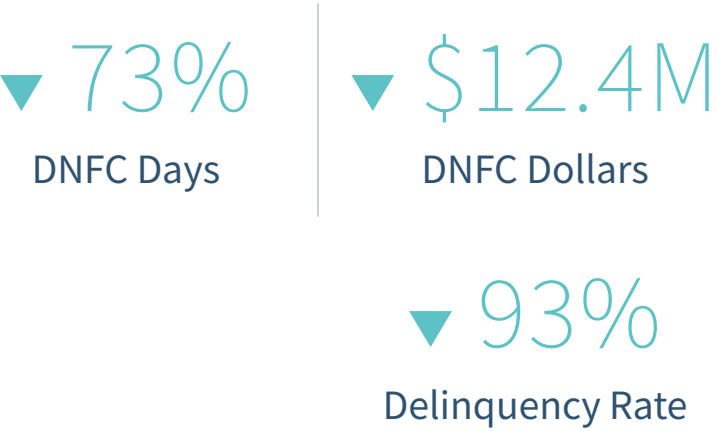 ▼ 73%
DNFC Days
▼ $12.4M
DNFC Dollars
▼ 93%
Delinquency Rate